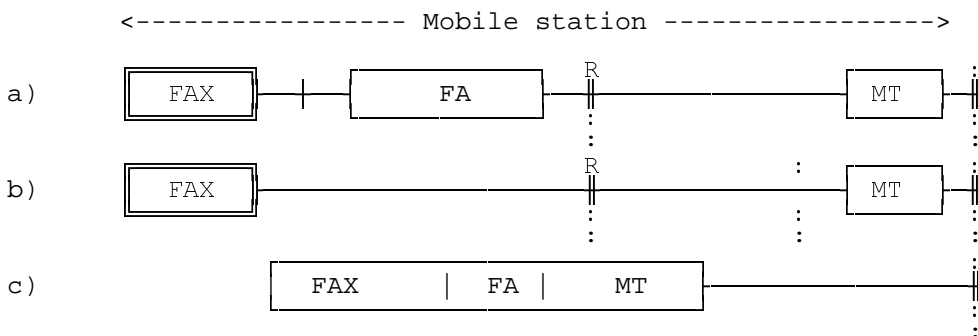 <----------------- Mobile station ----------------->
R
a) FAX FA MT
R
b) FAX MT
c) FAX | FA | MT